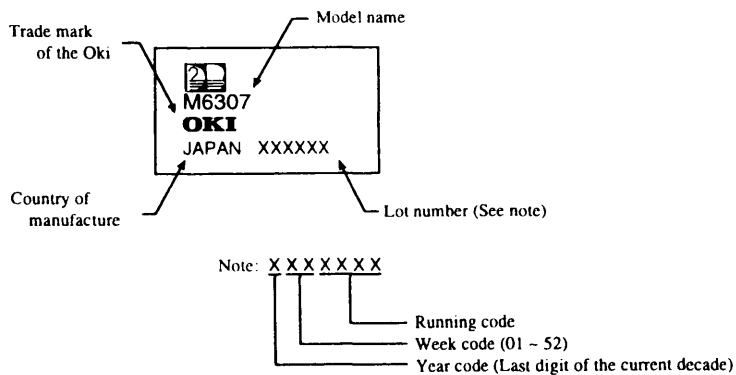 Model name
Trade mark
of the Oki
2
M6307
OKI
JAPAN XXXXXX
Country of
manufacture
Lot number (See note)
Note: X X X X X X X
Running code
Week code (01 ~ 52)
Year code (Last digit of the current decade)